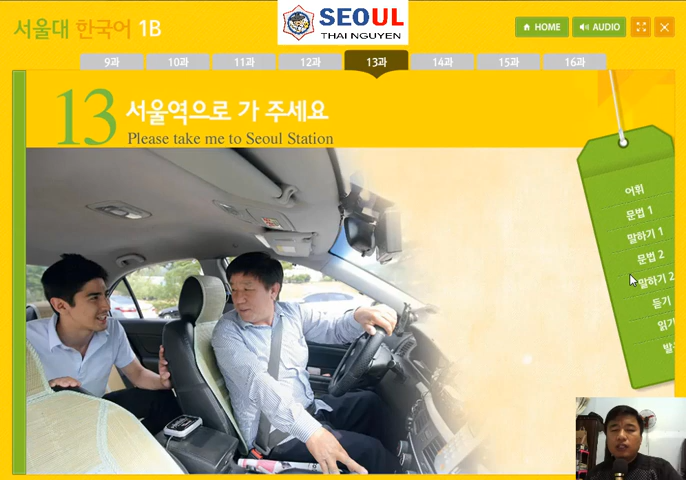 서울대 한국어 1B
SEOUL
THAI NGUYEN
HOME
AUDIO
9과
10과
11과
12과
13과
14과
15과
16과
13 서울역으로 가 주세요
Please take me to Seoul Station
어휘
문법 1
말하기 1
문법 2
말하기 2
듣기